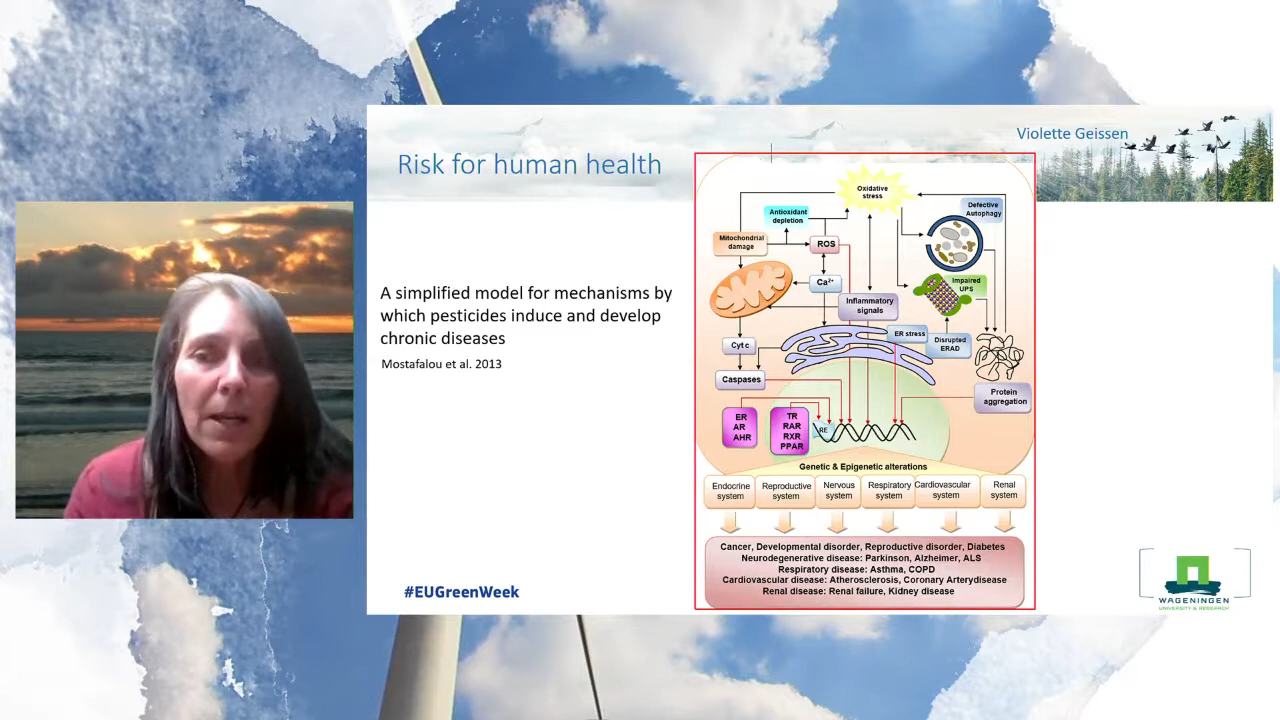 Violette Geissen
Risk for human health
A simplified model for mechanisms by
which pesticides induce and develop
chronic diseases
Mostafalou et al. 2013
Oxidative
stress
Antioxidant
depletion
Defective
Autophagy
Mitochondrial
damage
ROS
Ca²⁺
Impaired
UPS
Inflammatory
signals
ER stress
Disrupted
ERAD
Cyt c
Caspases
Protein
aggregation
ER
AR
AHR
TR
RAR
RXR
PPAR
RE
Genetic & Epigenetic alterations
Endocrine
system
Reproductive
system
Nervous
system
Respiratory
system
Cardiovascular
system
Renal
system
Cancer, Developmental disorder, Reproductive disorder, Diabetes
Neurodegenerative disease: Parkinson, Alzheimer, ALS
Respiratory disease: Asthma, COPD
Cardiovascular disease: Atherosclerosis, Coronary Arterydisease
Renal disease: Renal failure, Kidney disease
#EUGreenWeek
WAGENINGEN
UNIVERSITY & RESEARCH